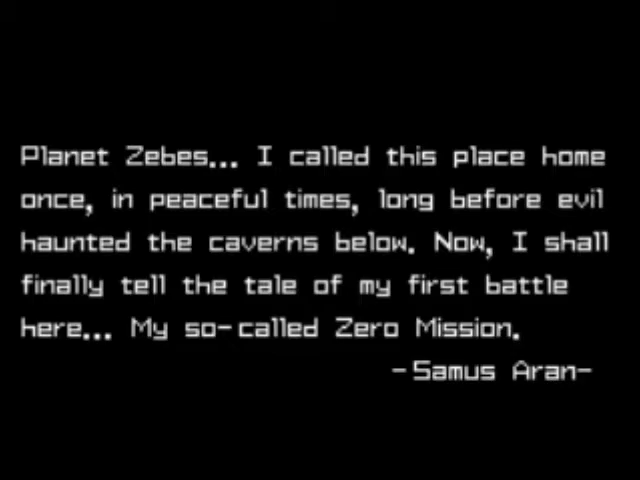 Planet Zebes... I called this place home
once, in peaceful times, long before evil
haunted the caverns below. Now, I shall
finally tell the tale of my first battle
here... My so-called Zero Mission.
-Samus Aran-